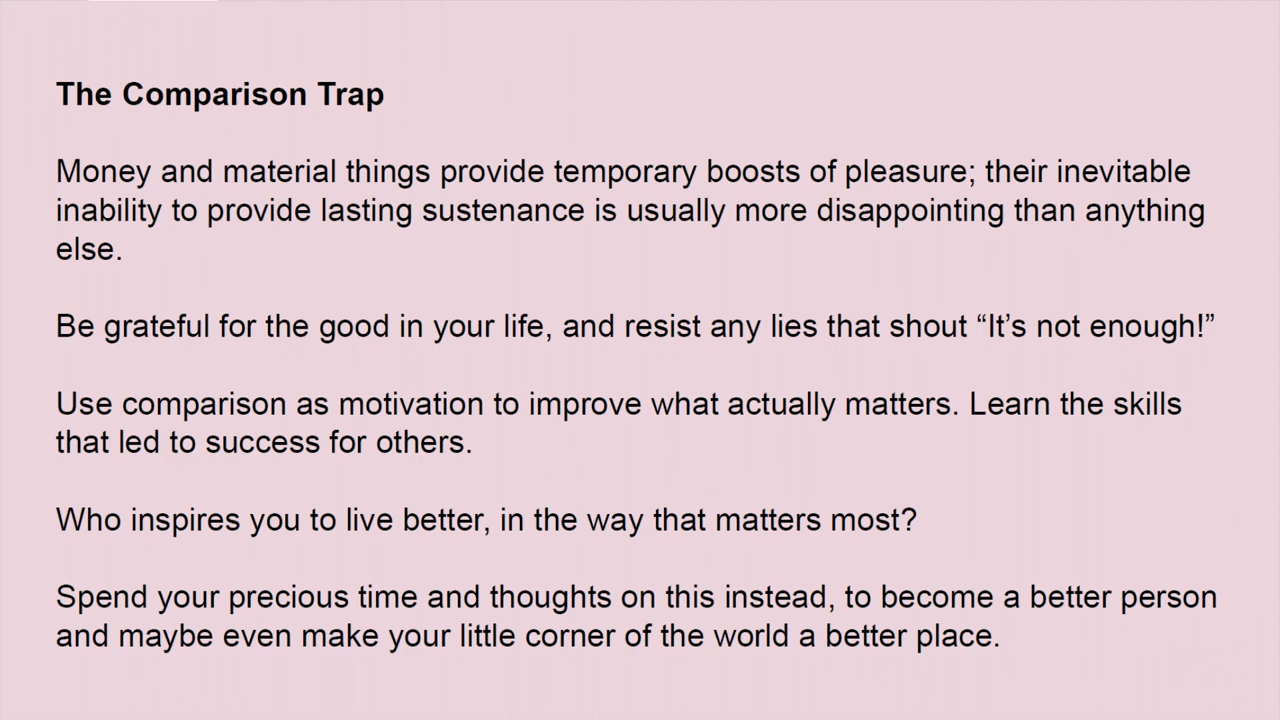 The Comparison Trap
Money and material things provide temporary boosts of pleasure; their inevitable
inability to provide lasting sustenance is usually more disappointing than anything
else.
Be grateful for the good in your life, and resist any lies that shout “It’s not enough!”
Use comparison as motivation to improve what actually matters. Learn the skills
that led to success for others.
Who inspires you to live better, in the way that matters most?
Spend your precious time and thoughts on this instead, to become a better person
and maybe even make your little corner of the world a better place.